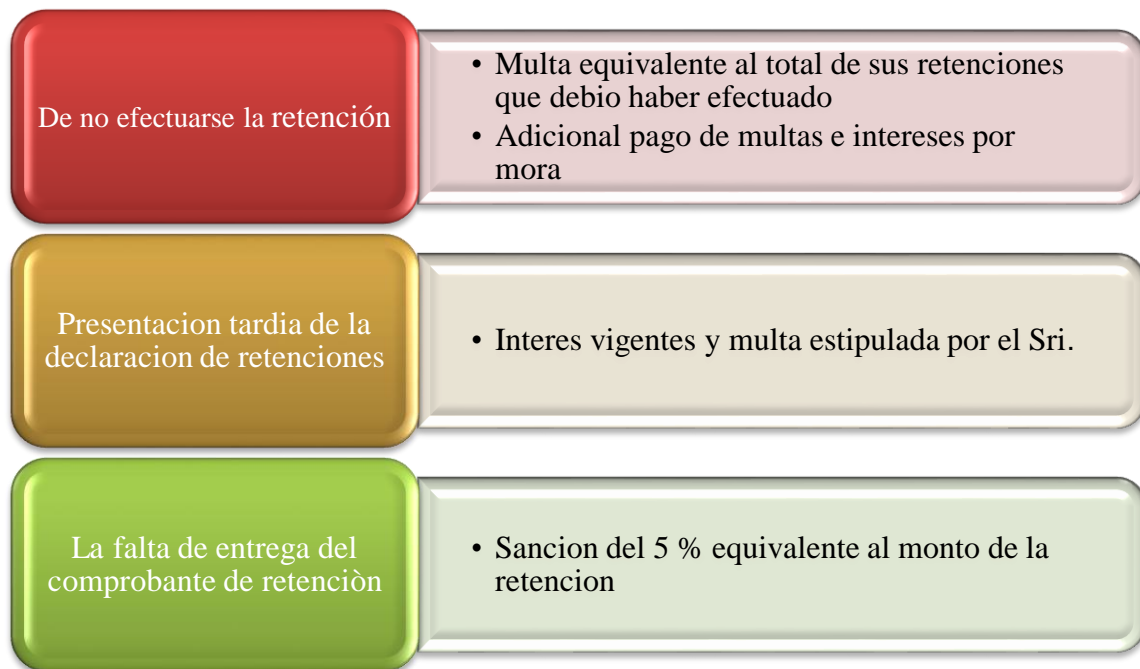 De no efectuarse la retención
• Multa equivalente al total de sus retenciones
que debio haber efectuado
• Adicional pago de multas e intereses por
mora
Presentacion tardia de la
declaracion de retenciones
• Interes vigentes y multa estipulada por el Sri.
La falta de entrega del
comprobante de retenciòn
• Sancion del 5 % equivalente al monto de la
retencion